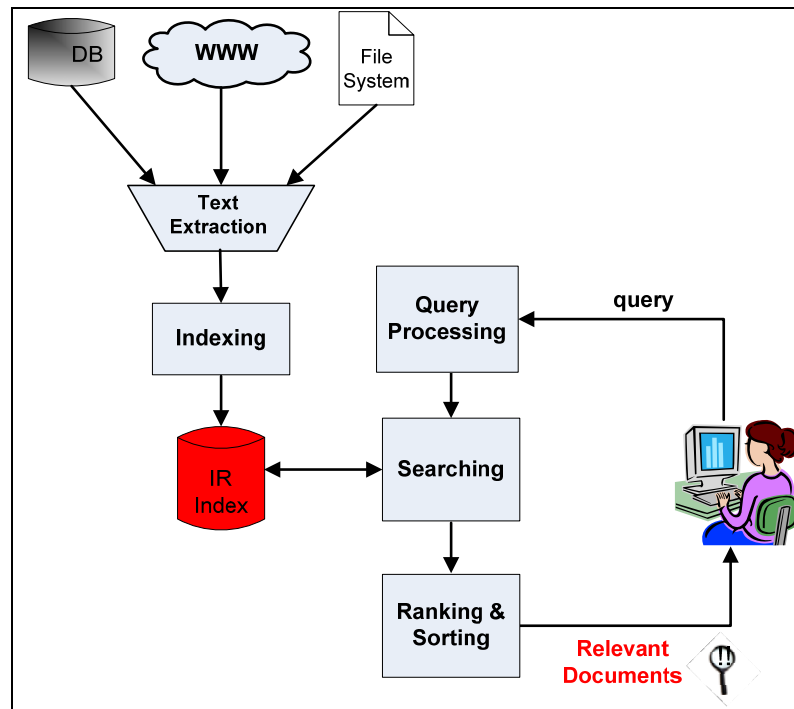 DB
WWW
File
System
Text
Extraction
Indexing
IR
Index
Query
Processing
query
Searching
Ranking &
Sorting
Relevant
Documents
!!